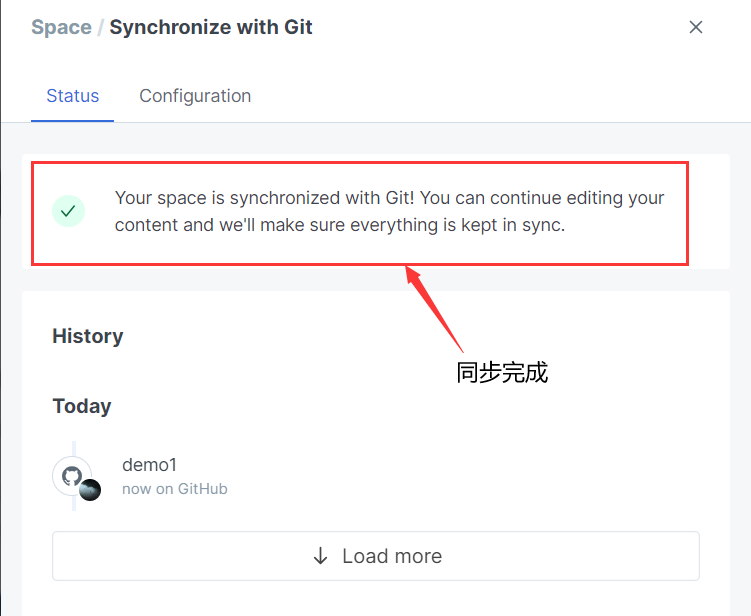 Space / Synchronize with Git
Status Configuration
Your space is synchronized with Git! You can continue editing your
content and we'll make sure everything is kept in sync.
同步完成
History
Today
demo1
now on GitHub
Load more